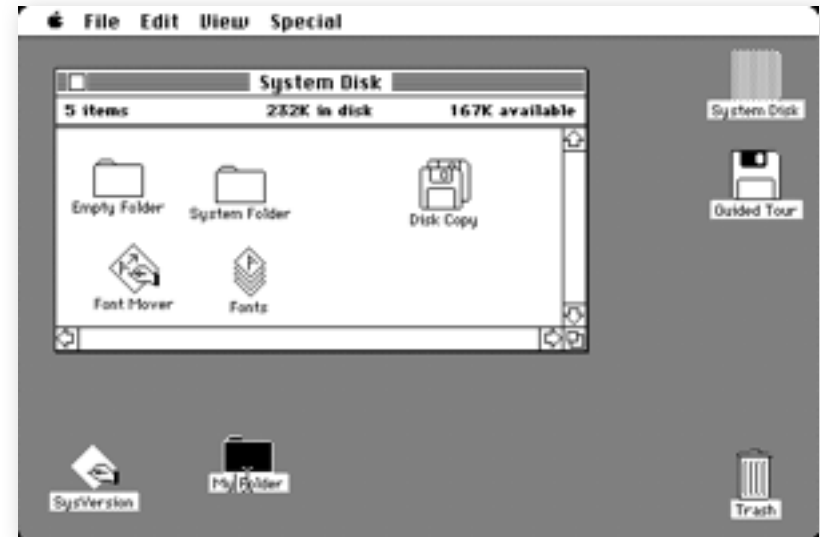 File Edit View Special
System Disk
5 items 232K in disk 167K available
Empty Folder System Folder Disk Copy
Font Mover Fonts
System Disk
Guided Tour
SysVersion My Folder Trash